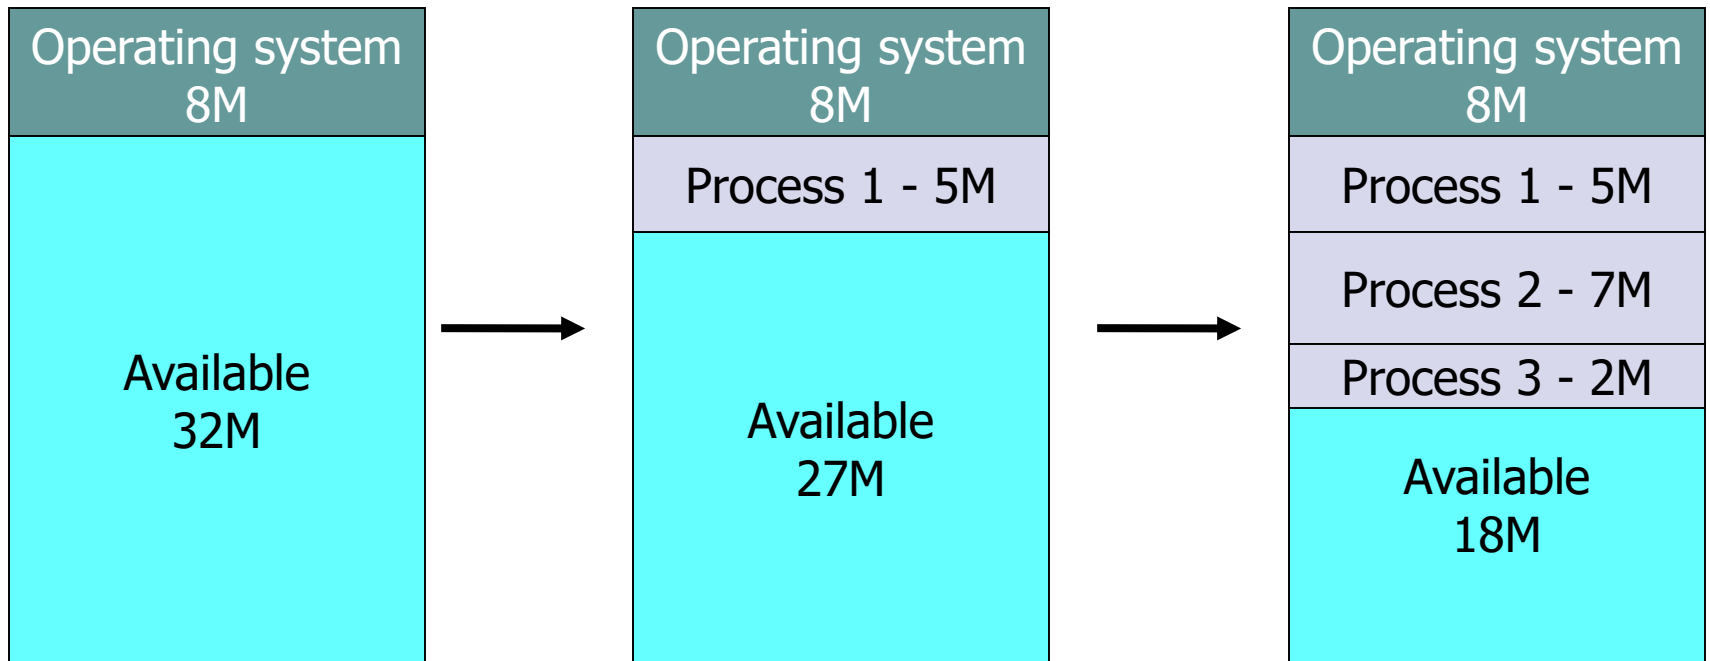 Operating system
8M
Available
32M
Operating system
8M
Process 1 - 5M
Available
27M
Operating system
8M
Process 1 - 5M
Process 2 - 7M
Process 3 - 2M
Available
18M